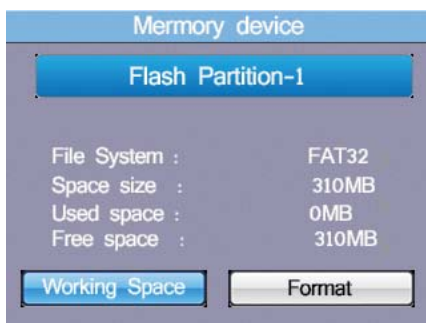 Mermory device
Flash Partition-1
File System : FAT32
Space size : 310MB
Used space : 0MB
Free space : 310MB
Working Space Format